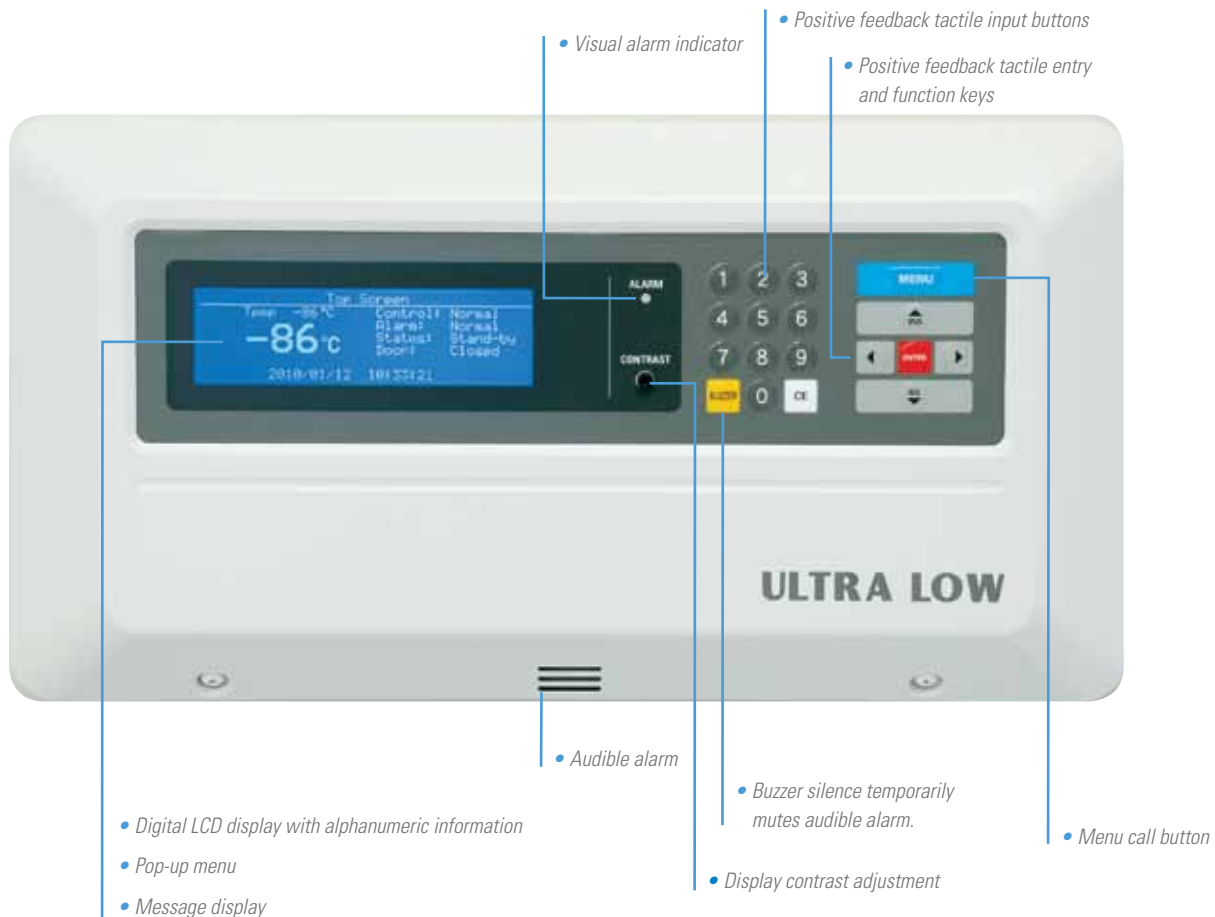 • Positive feedback tactile input buttons
• Visual alarm indicator
• Positive feedback tactile entry
and function keys
Top Screen
Temp -86°C
Control: Normal
Alarm: Normal
Status: Stand-by
Door: Closed
-86°C
2010/01/12 10:33:21
ALARM
CONTRAST
1 2 3
4 5 6
7 8 9
BUZZER 0 CE
MENU
ENTER
ULTRA LOW
• Audible alarm
• Buzzer silence temporarily
mutes audible alarm.
• Menu call button
• Digital LCD display with alphanumeric information
• Pop-up menu
• Message display
• Display contrast adjustment